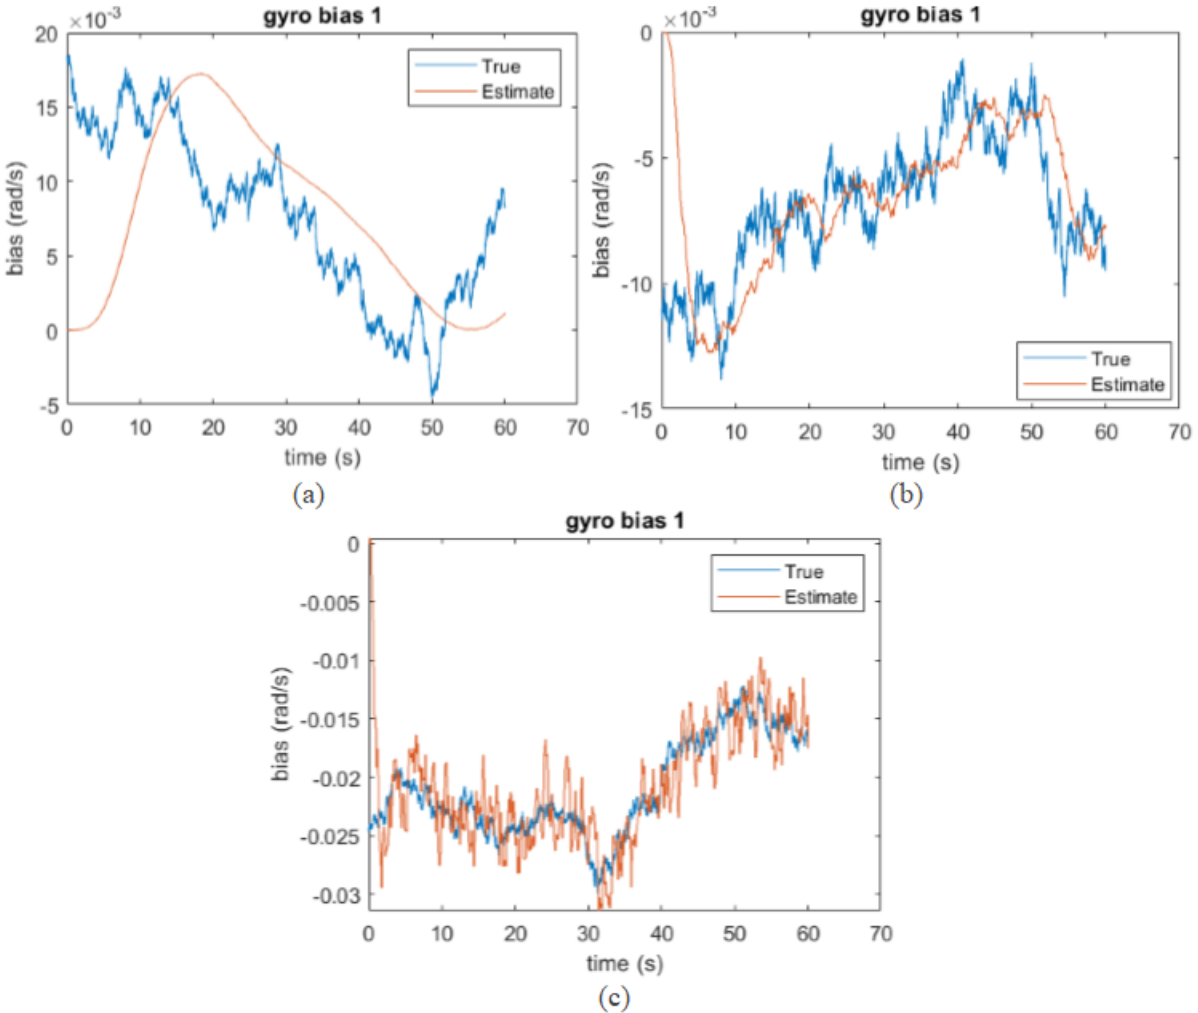 gyro bias 1
×10⁻³
20
15
10
5
0
-5
0 10 20 30 40 50 60 70
bias (rad/s)
time (s)
True
Estimate
(a)
gyro bias 1
×10⁻³
0
-5
-10
-15
0 10 20 30 40 50 60 70
bias (rad/s)
time (s)
True
Estimate
(b)
gyro bias 1
0
-0.005
-0.01
-0.015
-0.02
-0.025
-0.03
0 10 20 30 40 50 60 70
bias (rad/s)
time (s)
True
Estimate
(c)